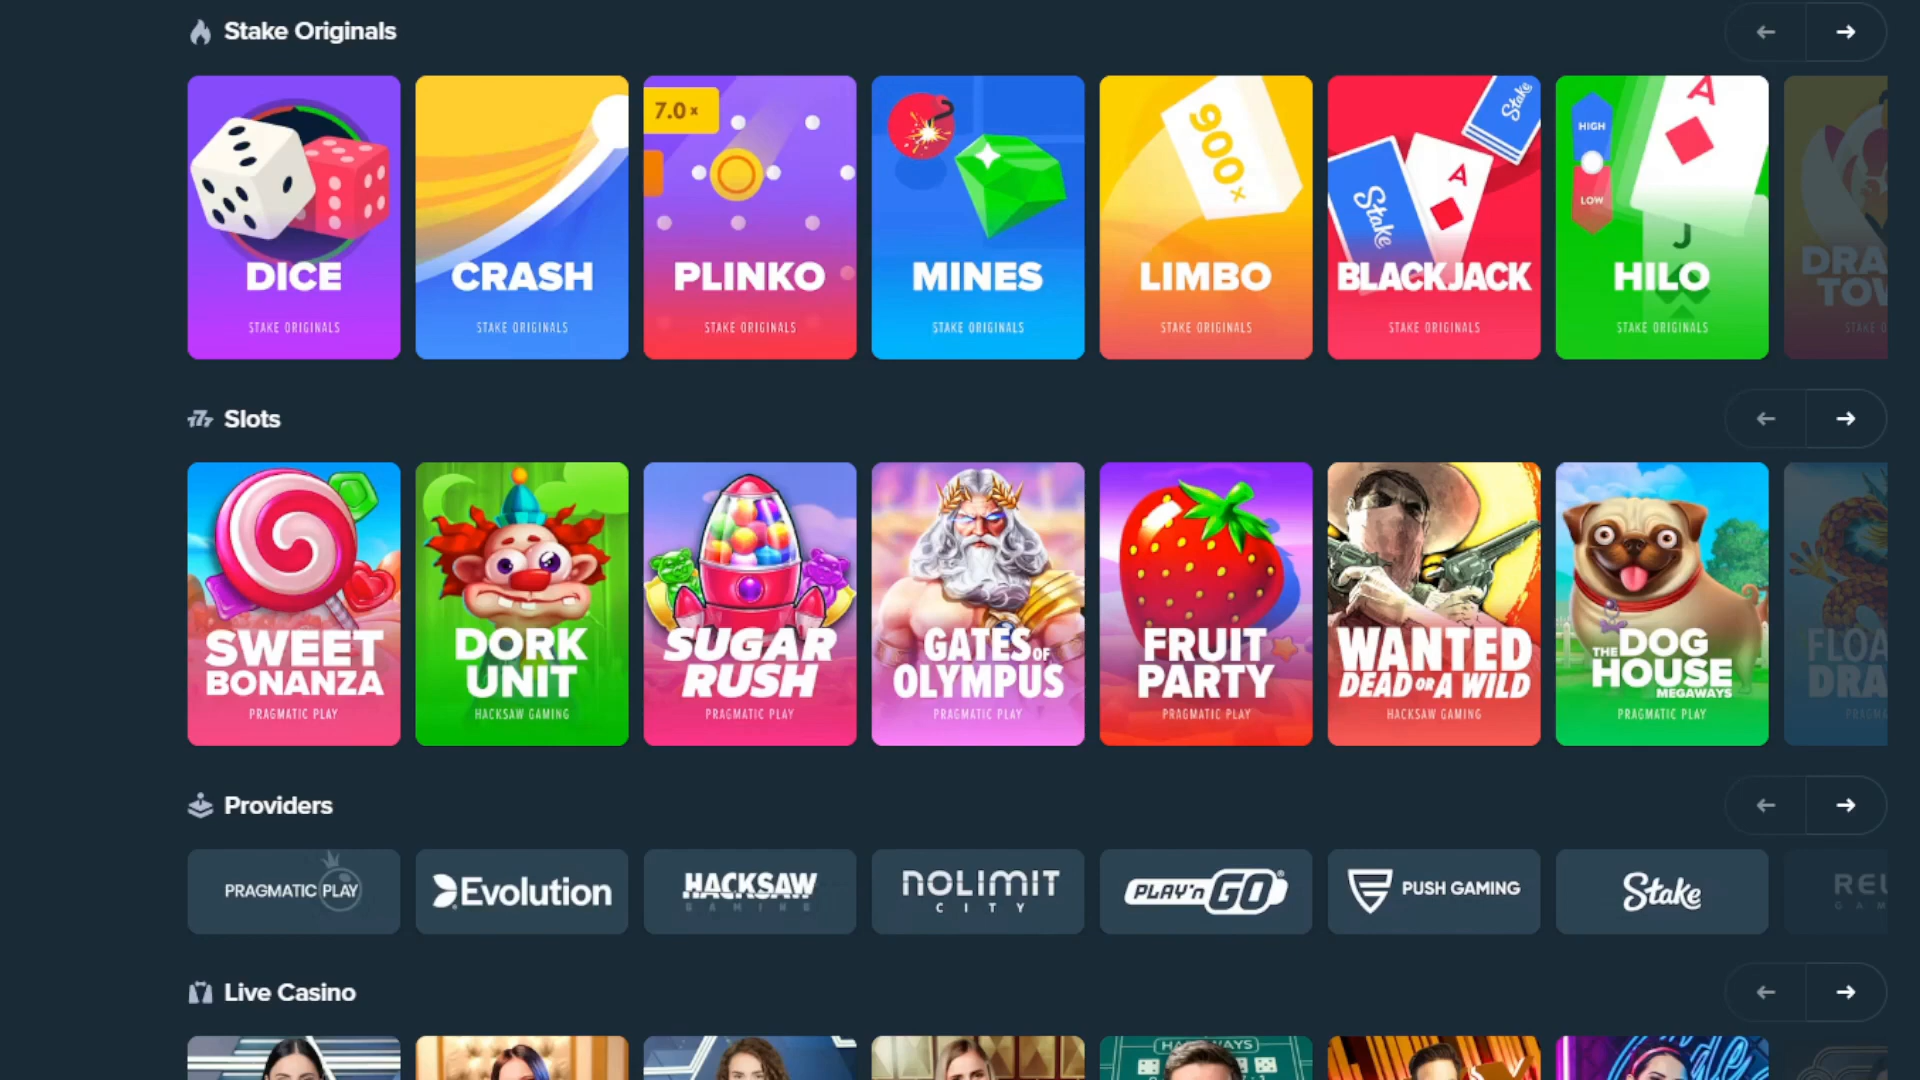 Stake Originals
7.0×
900×
Stake
Stake
A
A
HIGH
LOW
J
DICE
CRASH
PLINKO
MINES
LIMBO
BLACKJACK
HILO
STAKE ORIGINALS
STAKE ORIGINALS
STAKE ORIGINALS
STAKE ORIGINALS
STAKE ORIGINALS
STAKE ORIGINALS
STAKE ORIGINALS
Slots
SWEET
BONANZA
PRAGMATIC PLAY
DORK
UNIT
HACKSAW GAMING
SUGAR
RUSH
PRAGMATIC PLAY
GATES OF
OLYMPUS
PRAGMATIC PLAY
FRUIT
PARTY
PRAGMATIC PLAY
WANTED
DEAD OR A WILD
HACKSAW GAMING
THE DOG
HOUSE
MEGAWAYS
PRAGMATIC PLAY
Providers
PRAGMATIC PLAY
Evolution
HACKSAW
GAMING
NOLIMIT
CITY
PLAY'n GO®
PUSH GAMING
Stake
Live Casino